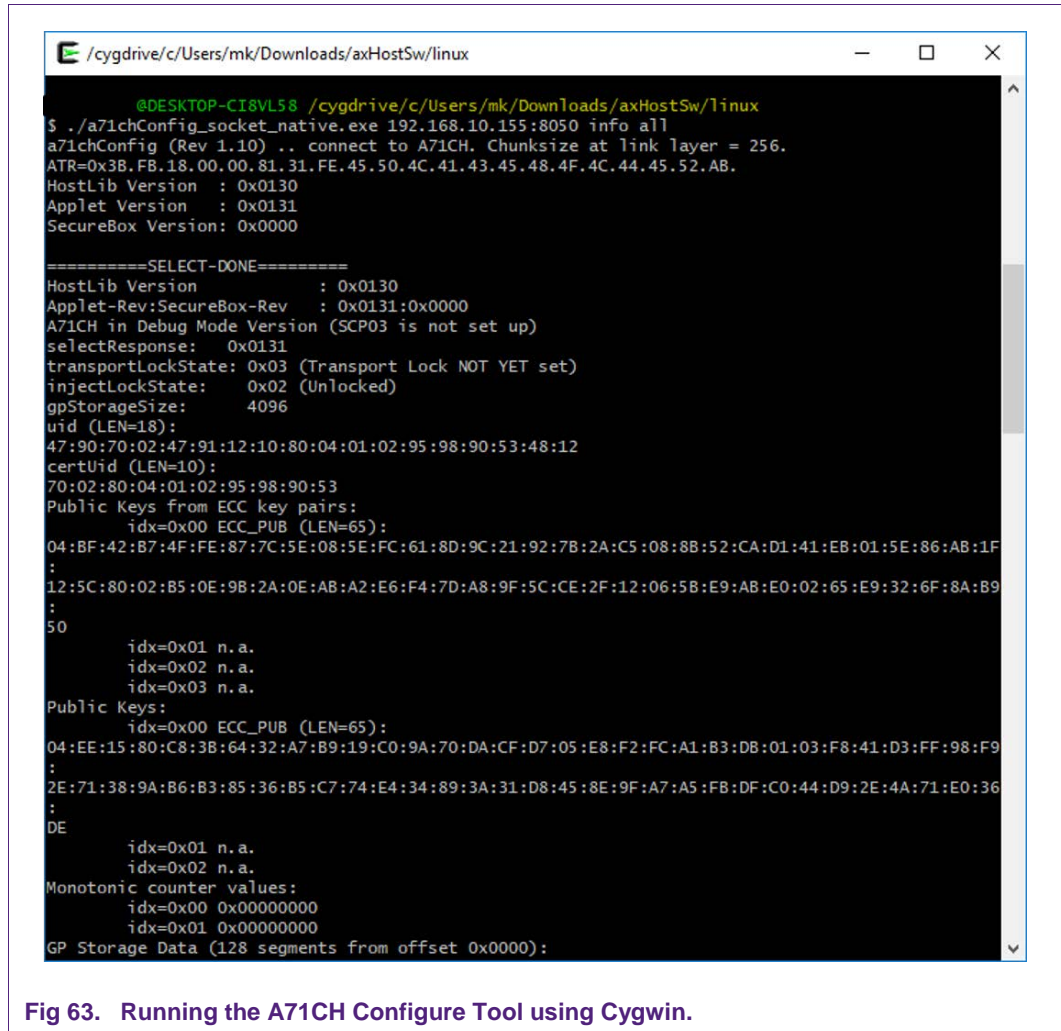 /cygdrive/c/Users/mk/Downloads/axHostSw/linux
@DESKTOP-CI8VL58 /cygdrive/c/Users/mk/Downloads/axHostSw/linux
$ ./a71chConfig_socket_native.exe 192.168.10.155:8050 info all
a71chConfig (Rev 1.10) .. connect to A71CH. Chunksize at link layer = 256.
ATR=0x3B.FB.18.00.00.81.31.FE.45.50.4C.41.43.45.48.4F.4C.44.45.52.AB.
HostLib Version  : 0x0130
Applet Version   : 0x0131
SecureBox Version: 0x0000
==========SELECT-DONE=========
HostLib Version            : 0x0130
Applet-Rev:SecureBox-Rev   : 0x0131:0x0000
A71CH in Debug Mode Version (SCP03 is not set up)
selectResponse:   0x0131
transportLockState: 0x03 (Transport Lock NOT YET set)
injectLockState:    0x02 (Unlocked)
gpStorageSize:      4096
uid (LEN=18):
47:90:70:02:47:91:12:10:80:04:01:02:95:98:90:53:48:12
certUid (LEN=10):
70:02:80:04:01:02:95:98:90:53
Public Keys from ECC key pairs:
idx=0x00 ECC_PUB (LEN=65):
04:BF:42:B7:4F:FE:87:7C:5E:08:5E:FC:61:8D:9C:21:92:7B:2A:C5:08:8B:52:CA:D1:41:EB:01:5E:86:AB:1F
:
12:5C:80:02:B5:0E:9B:2A:0E:AB:A2:E6:F4:7D:A8:9F:5C:CE:2F:12:06:5B:E9:AB:E0:02:65:E9:32:6F:8A:B9
:
50
idx=0x01 n.a.
idx=0x02 n.a.
idx=0x03 n.a.
Public Keys:
idx=0x00 ECC_PUB (LEN=65):
04:EE:15:80:C8:3B:64:32:A7:B9:19:C0:9A:70:DA:CF:D7:05:E8:F2:FC:A1:B3:DB:01:03:F8:41:D3:FF:98:F9
:
2E:71:38:9A:B6:B3:85:36:B5:C7:74:E4:34:89:3A:31:D8:45:8E:9F:A7:A5:FB:DF:C0:44:D9:2E:4A:71:E0:36
:
DE
idx=0x01 n.a.
idx=0x02 n.a.
Monotonic counter values:
idx=0x00 0x00000000
idx=0x01 0x00000000
GP Storage Data (128 segments from offset 0x0000):
Fig 63. Running the A71CH Configure Tool using Cygwin.